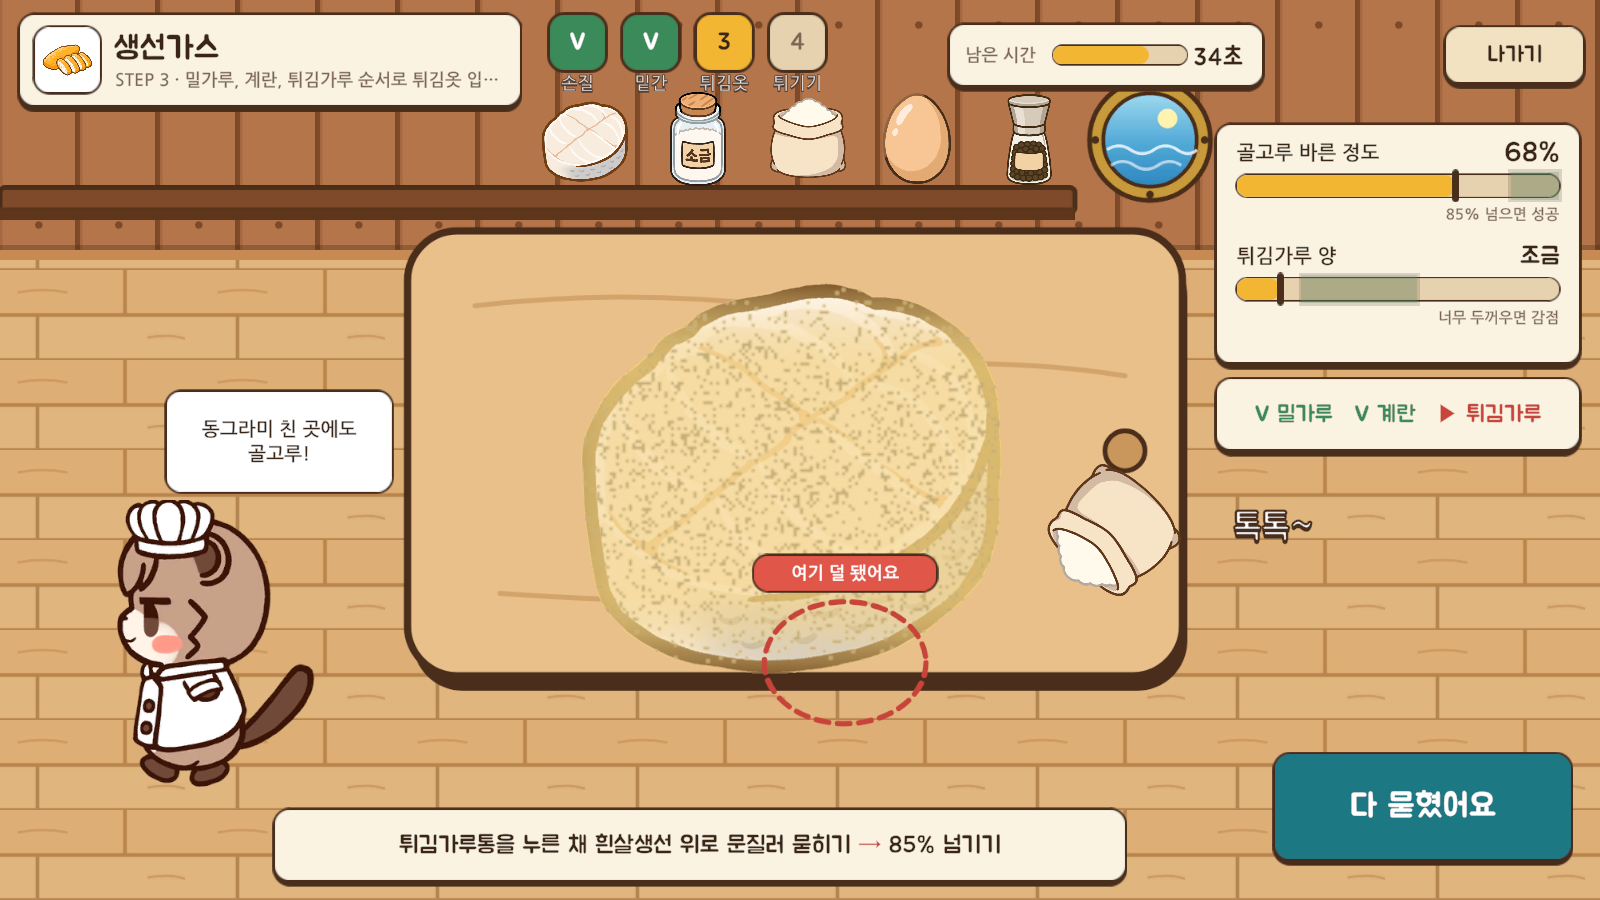 생선가스
STEP 3 · 밀가루, 계란, 튀김가루 순서로 튀김옷 입···
V V 3 4
손질 밑간 튀김옷 튀기기
남은 시간 34초
나가기
소금
골고루 바른 정도 68%
85% 넘으면 성공
튀김가루 양 조금
너무 두꺼우면 감점
V 밀가루 V 계란 ▶ 튀김가루
동그라미 친 곳에도
골고루!
여기 덜 됐어요
톡톡~
다 묻혔어요
튀김가루통을 누른 채 흰살생선 위로 문질러 묻히기 → 85% 넘기기